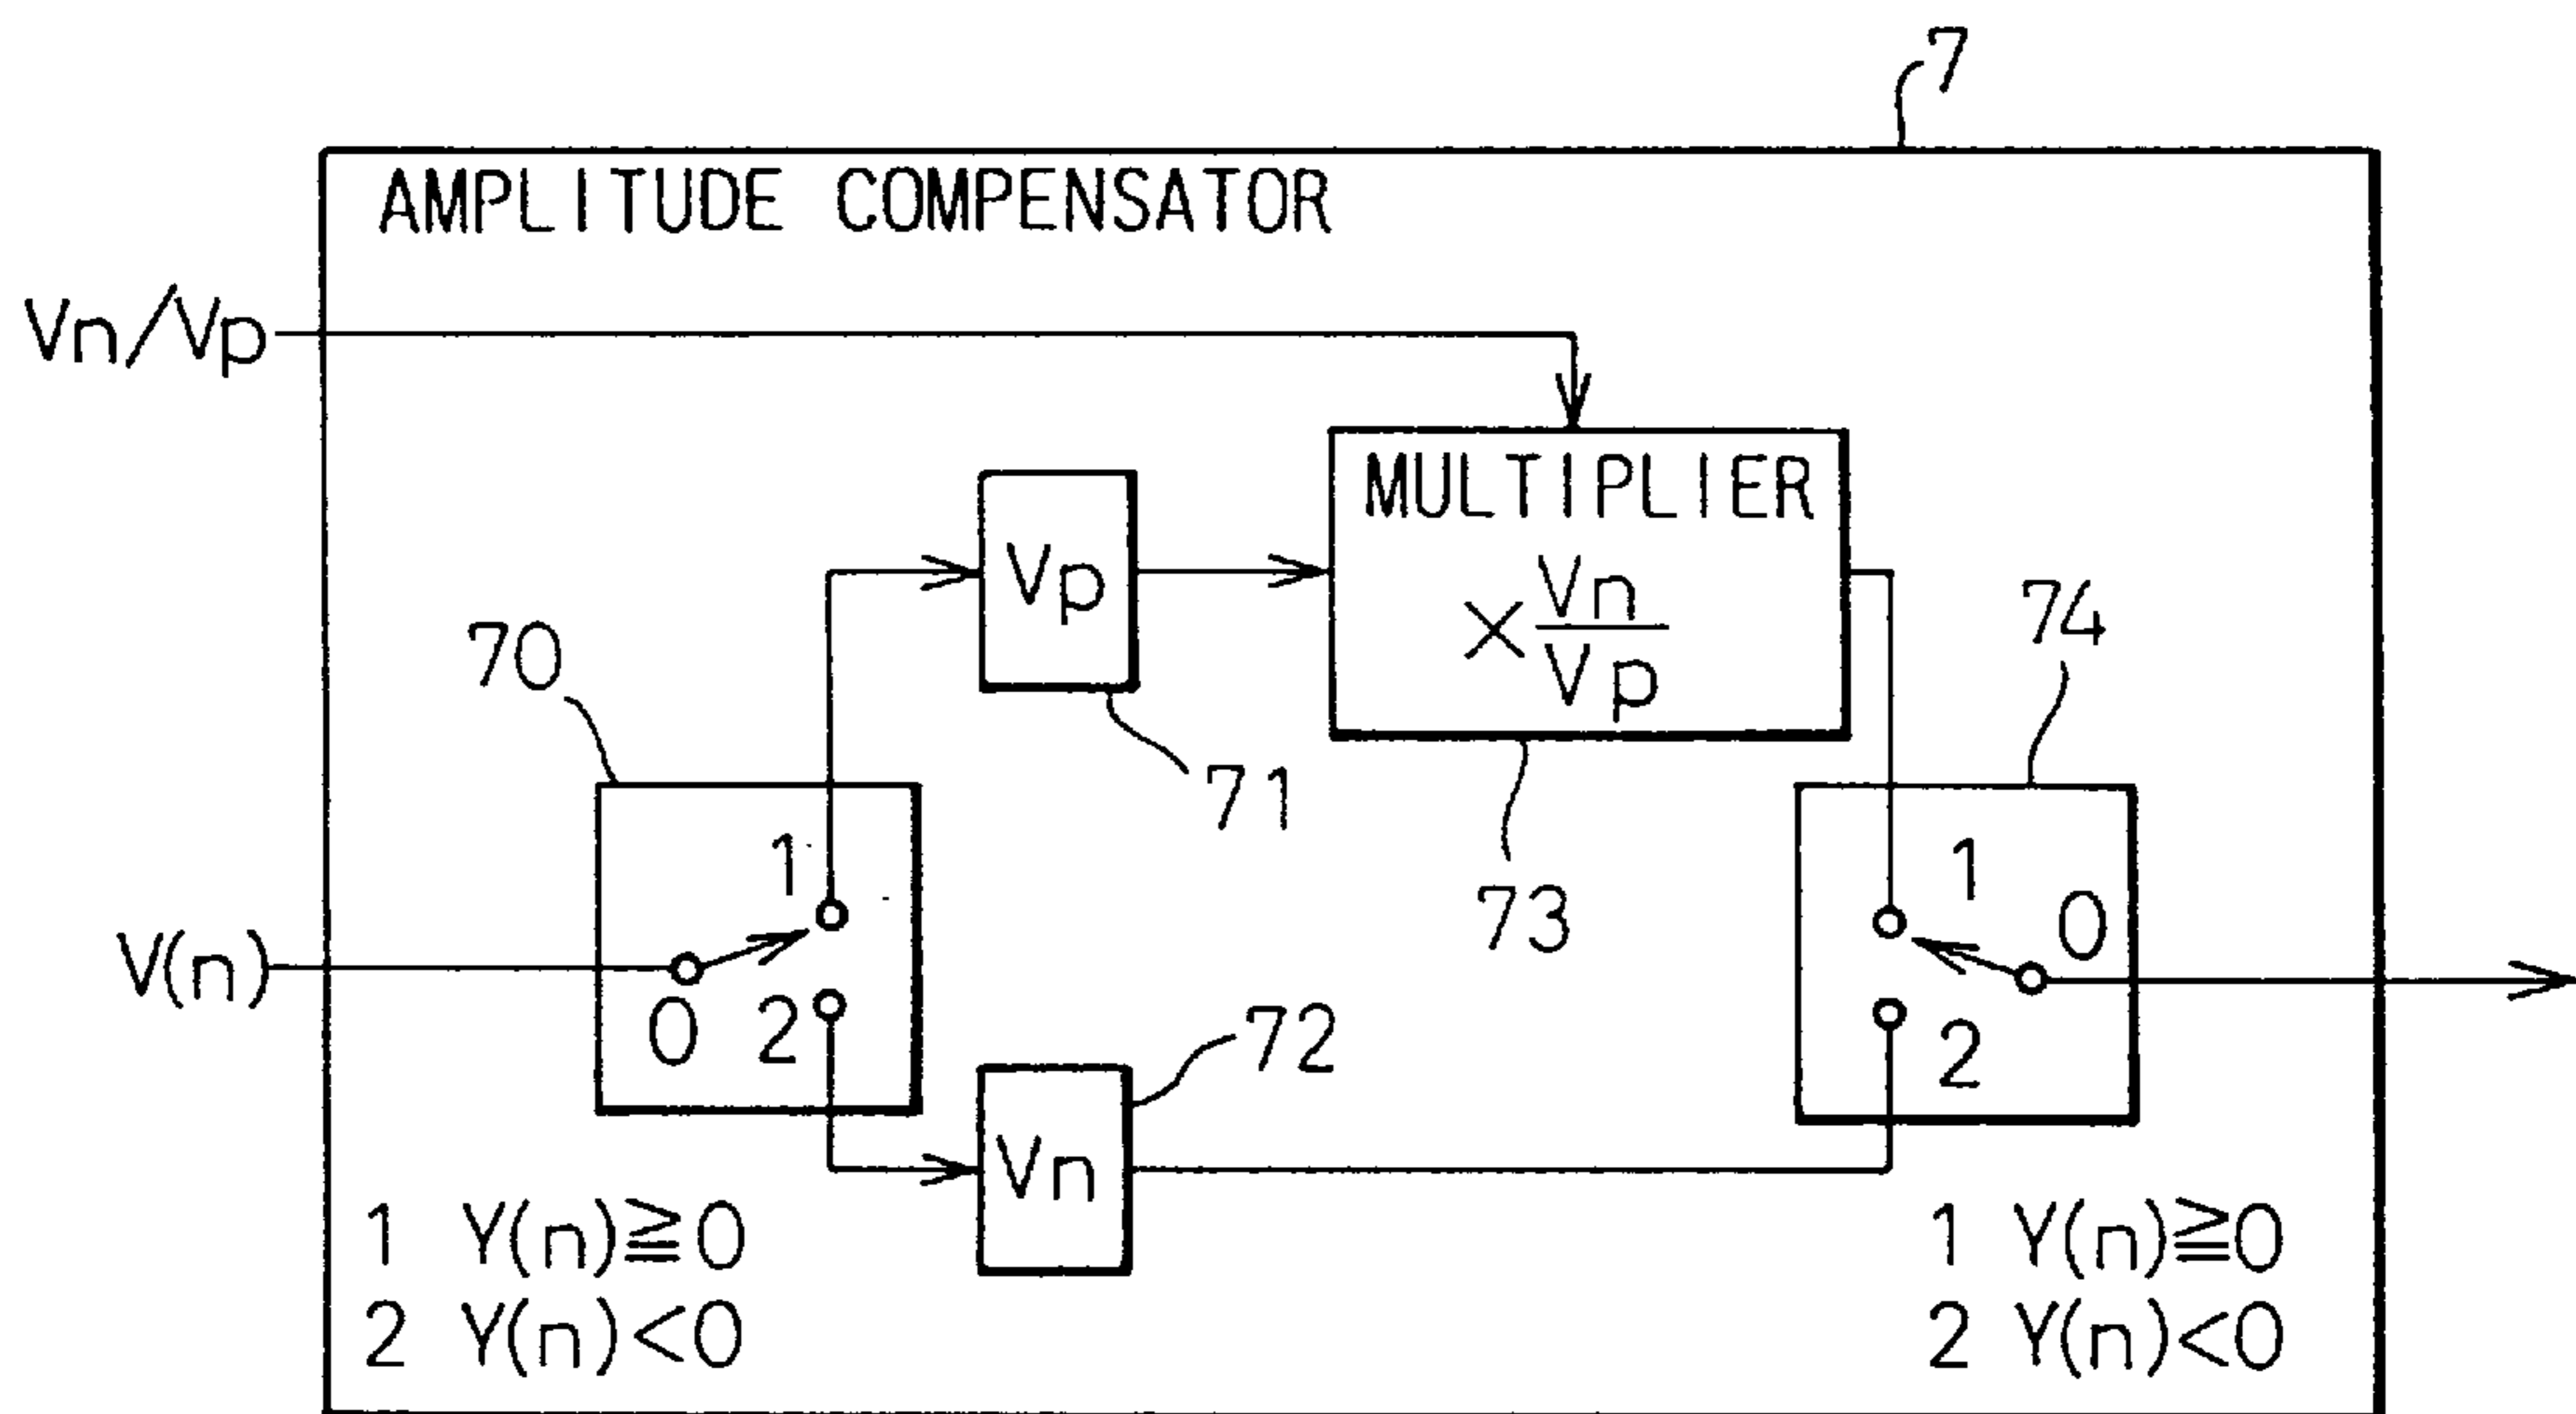 7
AMPLITUDE COMPENSATOR
Vn/Vp
MULTIPLIER
× Vn/Vp
Vp
70
71
73
74
1
0
2
V(n)
1
0
2
72
Vn
1 Y(n)≧0
2 Y(n)<0
1 Y(n)≧0
2 Y(n)<0